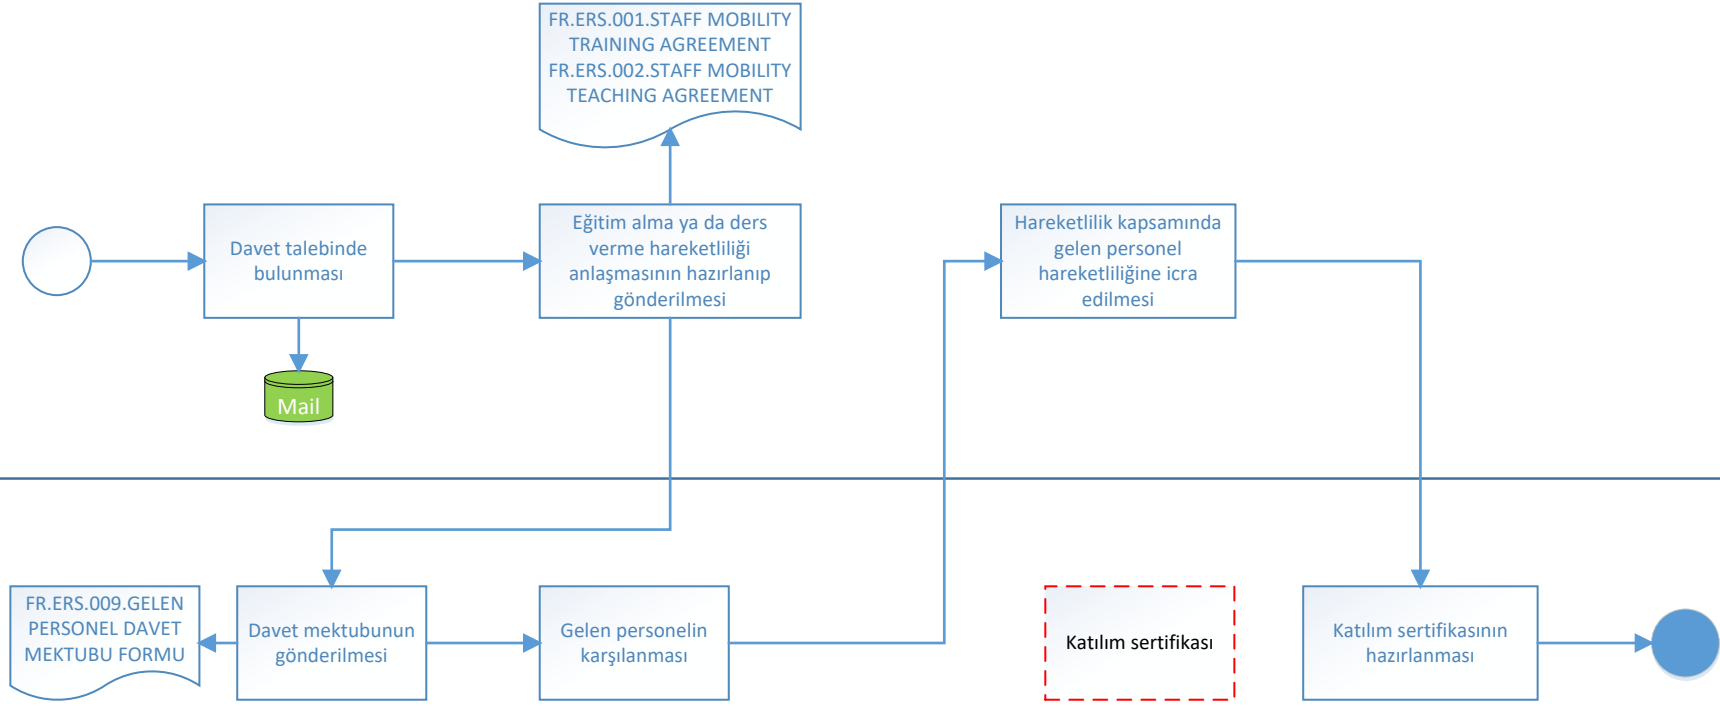 FR.ERS.001.STAFF MOBILITY
TRAINING AGREEMENT
FR.ERS.002.STAFF MOBILITY
TEACHING AGREEMENT
Davet talebinde
bulunması
Eğitim alma ya da ders
verme hareketliliği
anlaşmasının hazırlanıp
gönderilmesi
Hareketlilik kapsamında
gelen personel
hareketliliğine icra
edilmesi
Mail
FR.ERS.009.GELEN
PERSONEL DAVET
MEKTUBU FORMU
Davet mektubunun
gönderilmesi
Gelen personelin
karşılanması
Katılım sertifikası
Katılım sertifikasının
hazırlanması